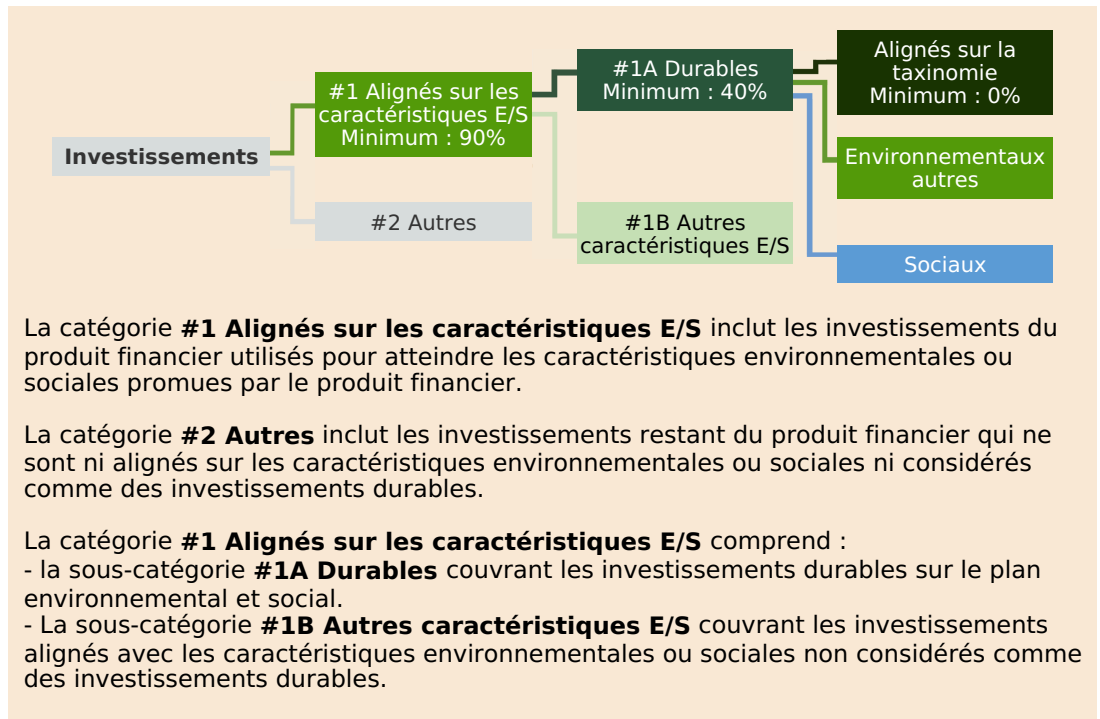 Investissements
#1 Alignés sur les
caractéristiques E/S
Minimum : 90%
#2 Autres
#1A Durables
Minimum : 40%
#1B Autres
caractéristiques E/S
Alignés sur la
taxinomie
Minimum : 0%
Environnementaux
autres
Sociaux
La catégorie #1 Alignés sur les caractéristiques E/S inclut les investissements du
produit financier utilisés pour atteindre les caractéristiques environnementales ou
sociales promues par le produit financier.
La catégorie #2 Autres inclut les investissements restant du produit financier qui ne
sont ni alignés sur les caractéristiques environnementales ou sociales ni considérés
comme des investissements durables.
La catégorie #1 Alignés sur les caractéristiques E/S comprend :
- la sous-catégorie #1A Durables couvrant les investissements durables sur le plan
environnemental et social.
- La sous-catégorie #1B Autres caractéristiques E/S couvrant les investissements
alignés avec les caractéristiques environnementales ou sociales non considérés comme
des investissements durables.